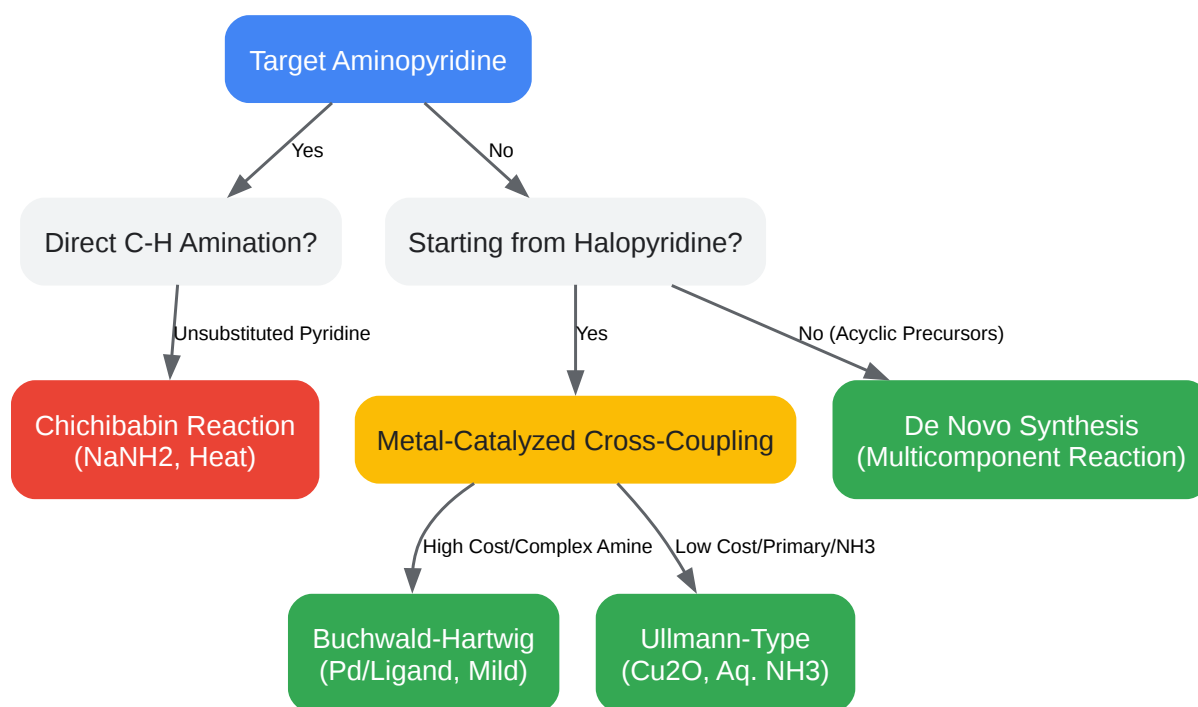 Target Aminopyridine
Yes
No
Direct C-H Amination?
Starting from Halopyridine?
Unsubstituted Pyridine
Yes
No (Acyclic Precursors)
Chichibabin Reaction
(NaNH2, Heat)
Metal-Catalyzed Cross-Coupling
De Novo Synthesis
(Multicomponent Reaction)
High Cost/Complex Amine
Low Cost/Primary/NH3
Buchwald-Hartwig
(Pd/Ligand, Mild)
Ullmann-Type
(Cu2O, Aq. NH3)